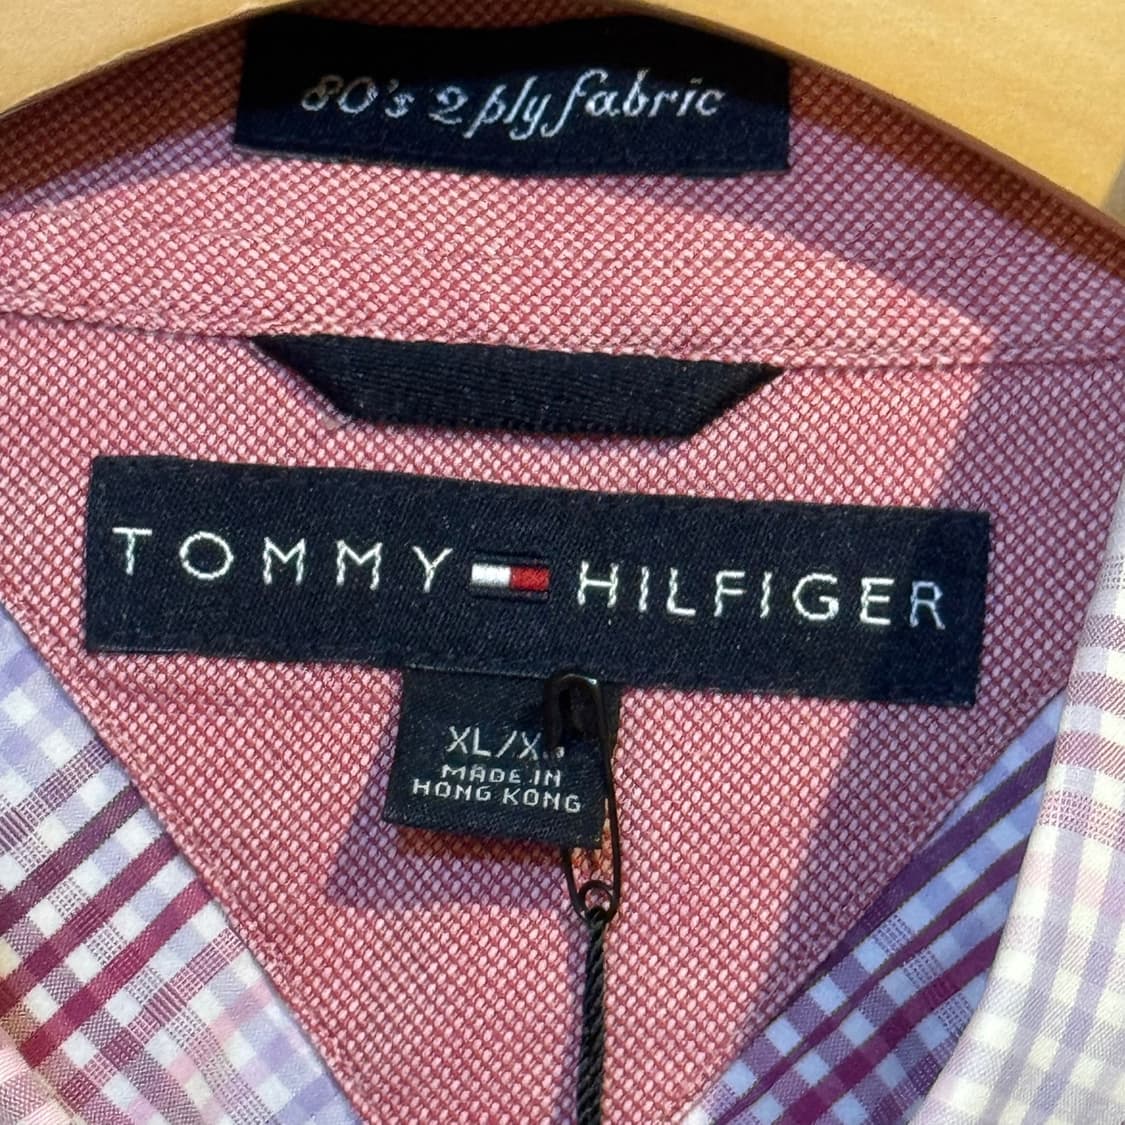 80's 2 ply fabric
TOMMY HILFIGER
MADE IN
HONG KONG